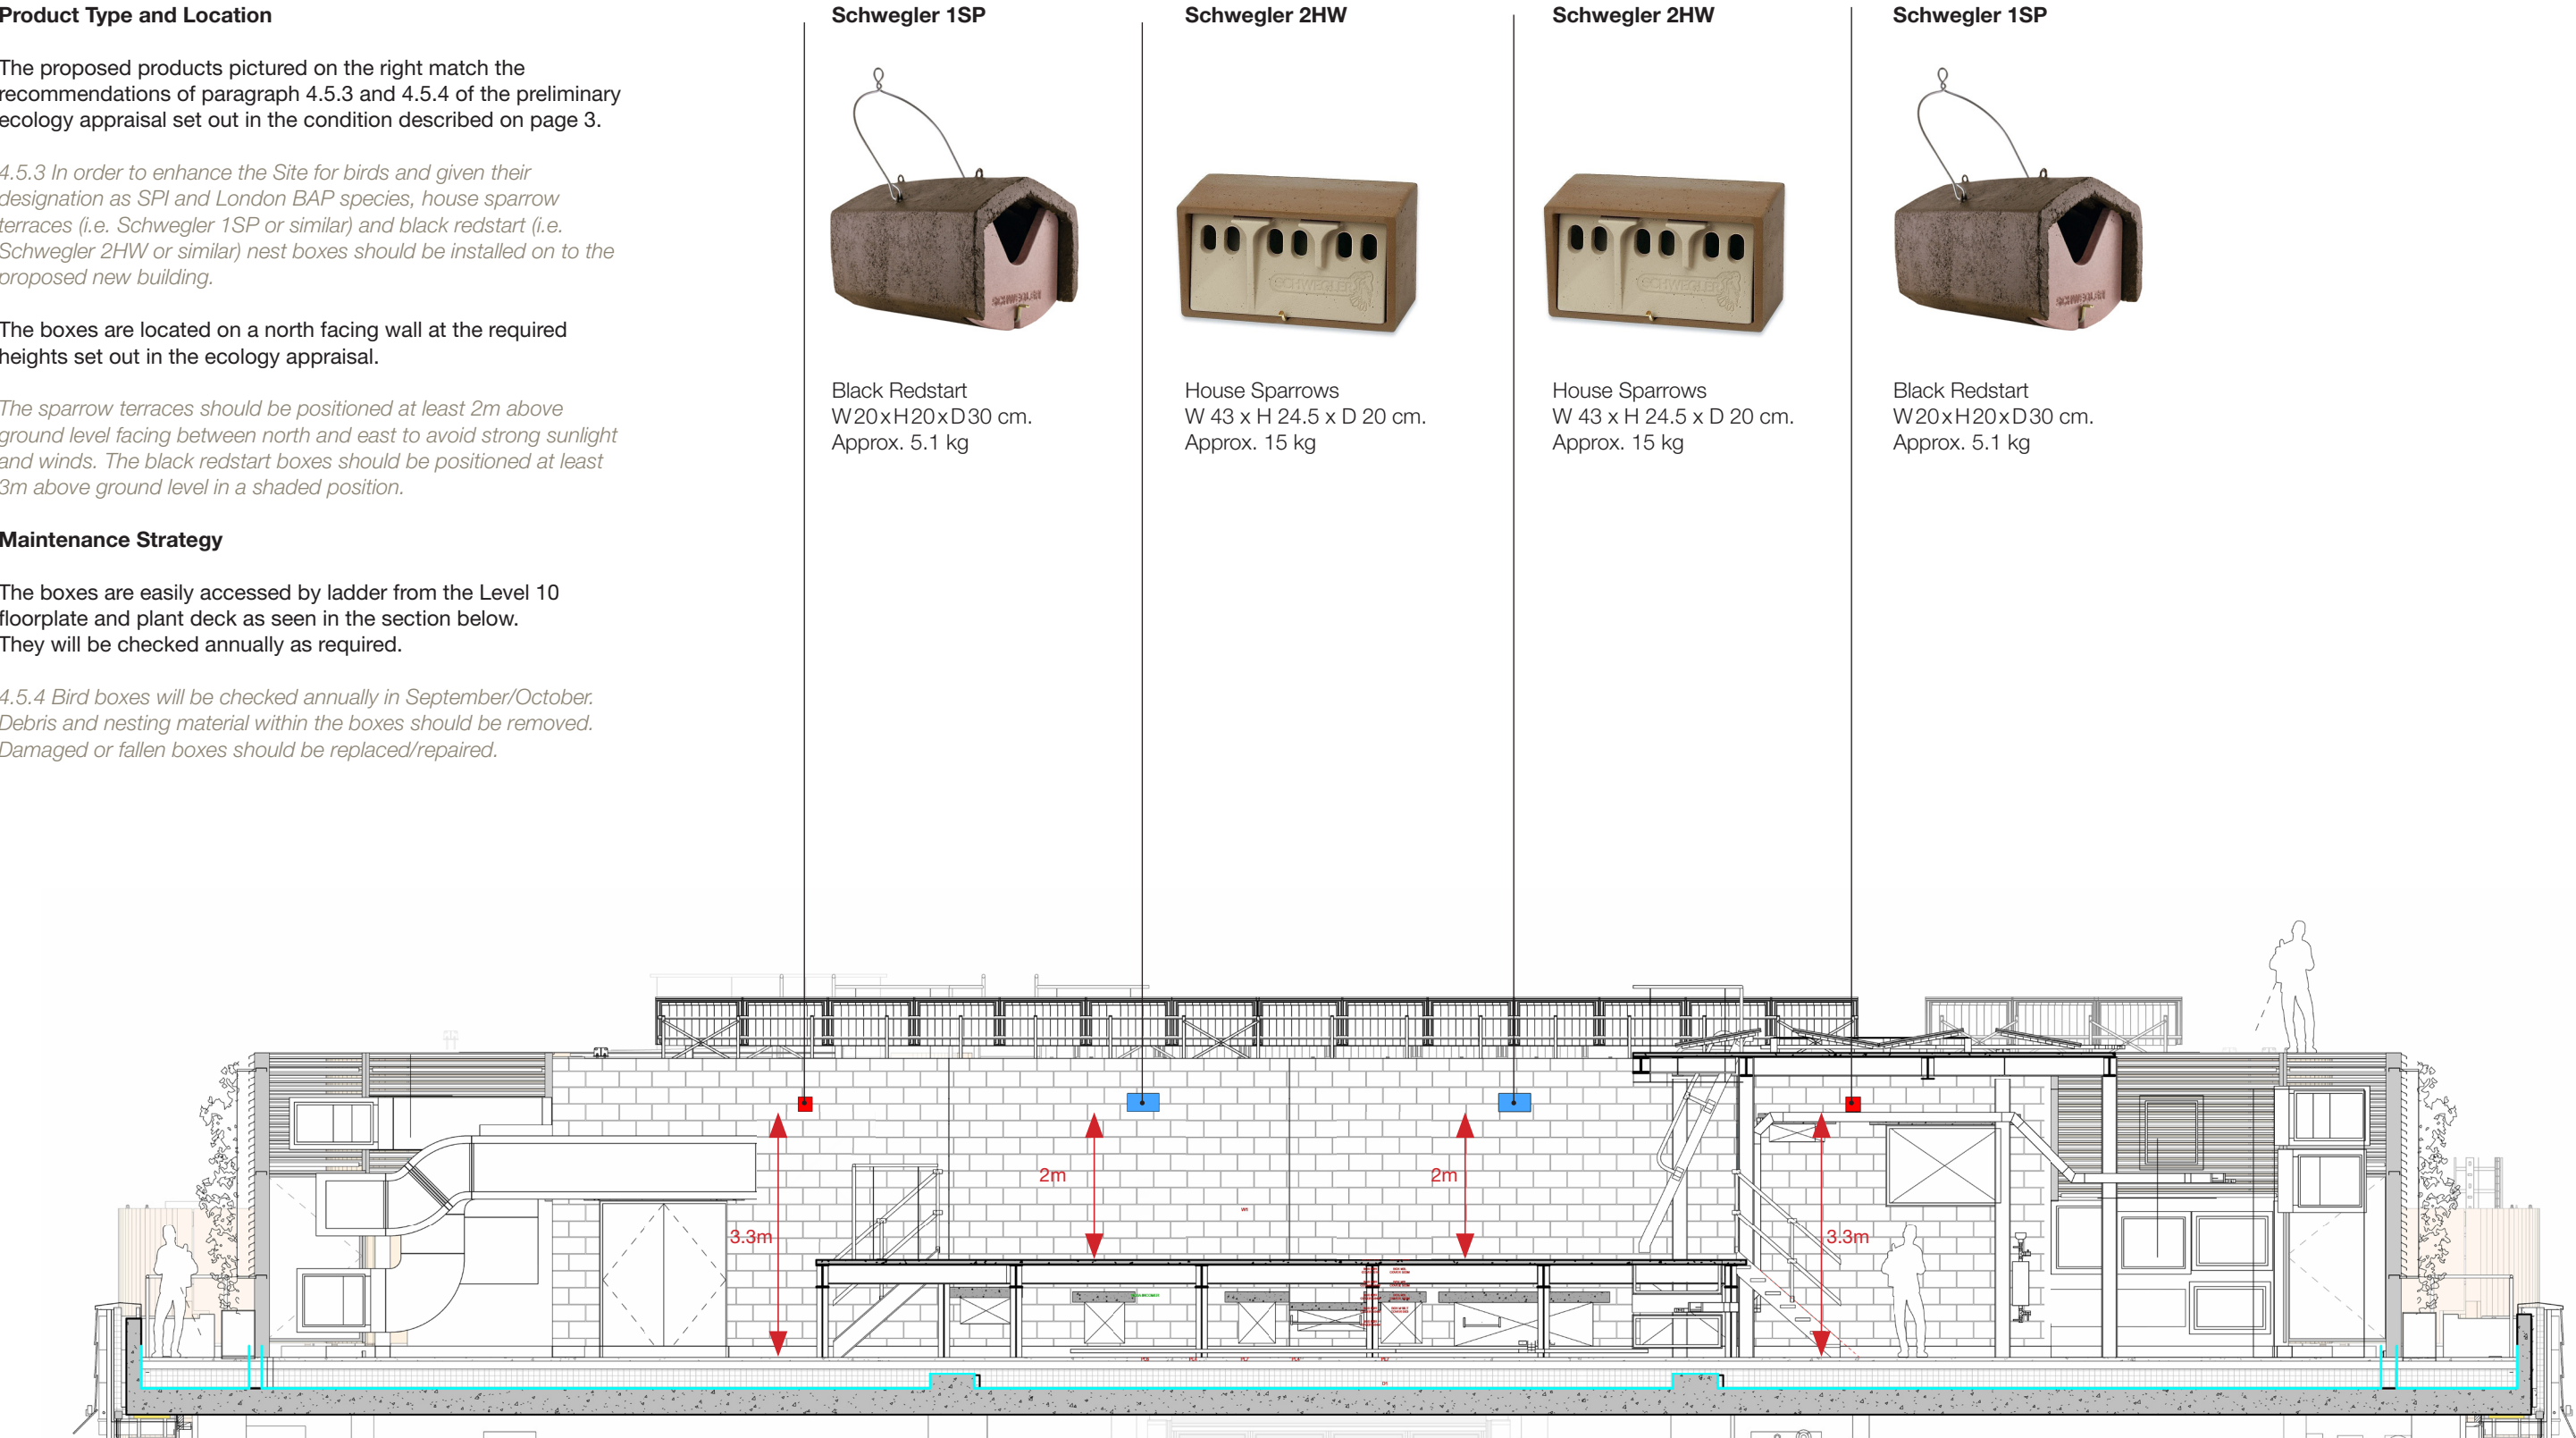 Product Type and Location
The proposed products pictured on the right match the
recommendations of paragraph 4.5.3 and 4.5.4 of the preliminary
ecology appraisal set out in the condition described on page 3.
4.5.3 In order to enhance the Site for birds and given their
designation as SPI and London BAP species, house sparrow
terraces (i.e. Schwegler 1SP or similar) and black redstart (i.e.
Schwegler 2HW or similar) nest boxes should be installed on to the
proposed new building.
The boxes are located on a north facing wall at the required
heights set out in the ecology appraisal.
The sparrow terraces should be positioned at least 2m above
ground level facing between north and east to avoid strong sunlight
and winds. The black redstart boxes should be positioned at least
3m above ground level in a shaded position.
Maintenance Strategy
The boxes are easily accessed by ladder from the Level 10
floorplate and plant deck as seen in the section below.
They will be checked annually as required.
4.5.4 Bird boxes will be checked annually in September/October.
Debris and nesting material within the boxes should be removed.
Damaged or fallen boxes should be replaced/repaired.
Schwegler 1SP
SCHWEGLER
Black Redstart
W20xH20xD30 cm.
Approx. 5.1 kg
Schwegler 2HW
SCHWEGLER
House Sparrows
W 43 x H 24.5 x D 20 cm.
Approx. 15 kg
Schwegler 2HW
SCHWEGLER
House Sparrows
W 43 x H 24.5 x D 20 cm.
Approx. 15 kg
Schwegler 1SP
SCHWEGLER
Black Redstart
W20xH20xD30 cm.
Approx. 5.1 kg
3.3m
2m
2m
3.3m